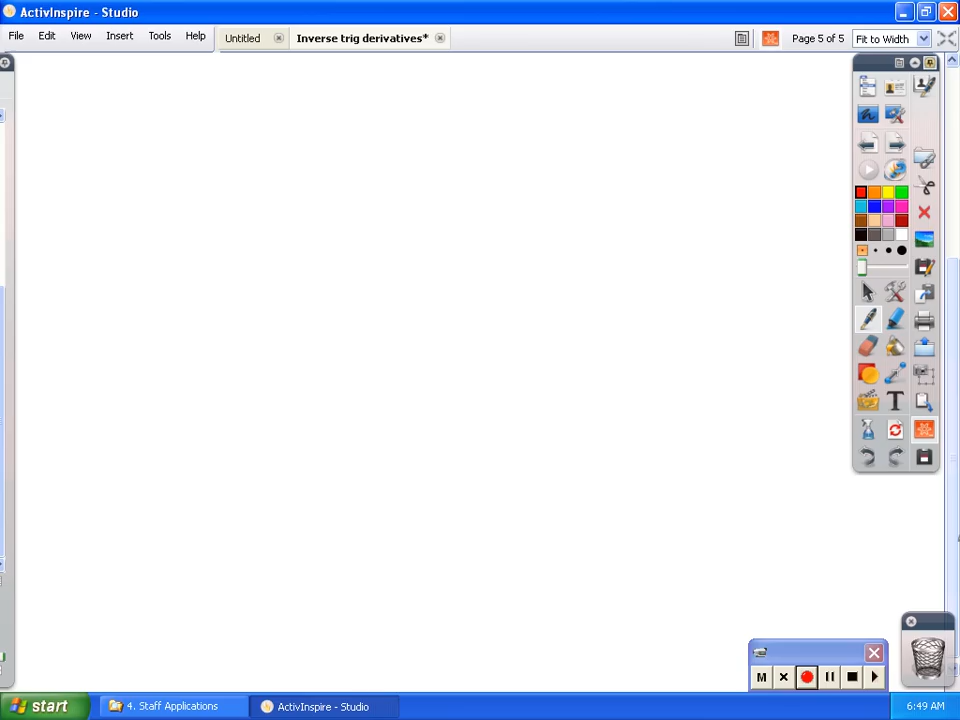 ActivInspire - Studio
File Edit View Insert Tools Help
Untitled Inverse trig derivatives*
Page 5 of 5 Fit to Width
T
M
start 4. Staff Applications ActivInspire - Studio 6:49 AM